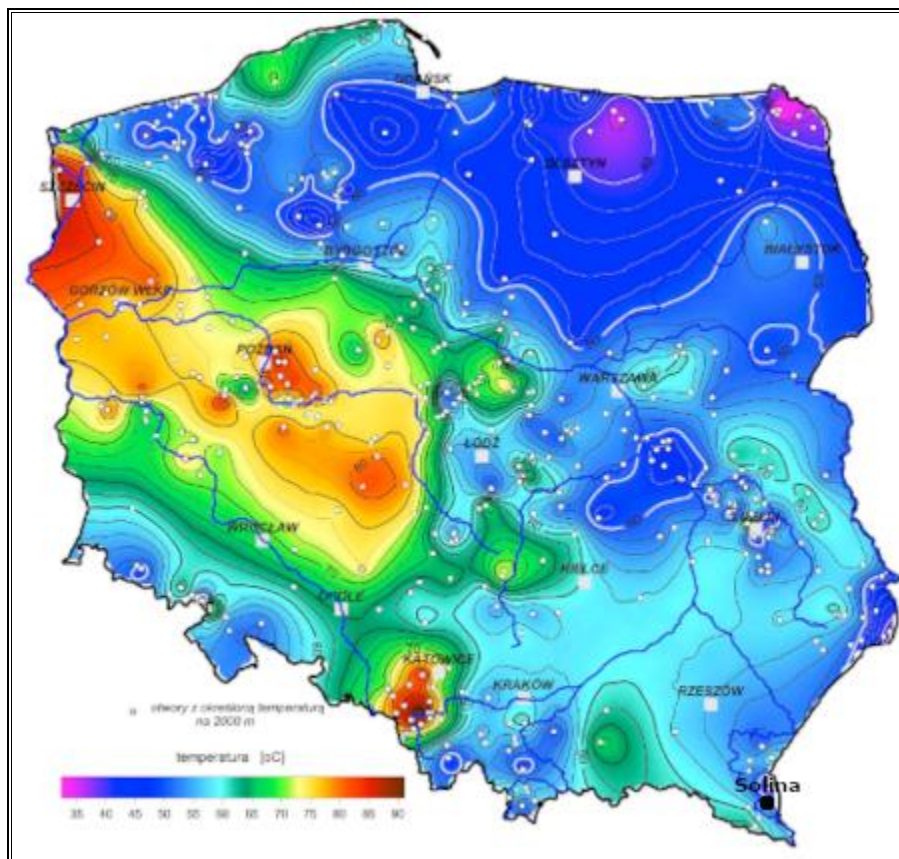 GDAŃSK
OLSZTYN
SZCZECIN
BIAŁYSTOK
BYDGOSZCZ
GORZÓW WLKP.
POZNAŃ
WARSZAWA
ŁÓDŹ
LUBLIN
WROCŁAW
KIELCE
OPOLE
KATOWICE
KRAKÓW
RZESZÓW
otwory z określoną temperaturą
na 2000 m
temperatura [oC]
35 40 45 50 55 60 65 70 75 80 85 90
Solina